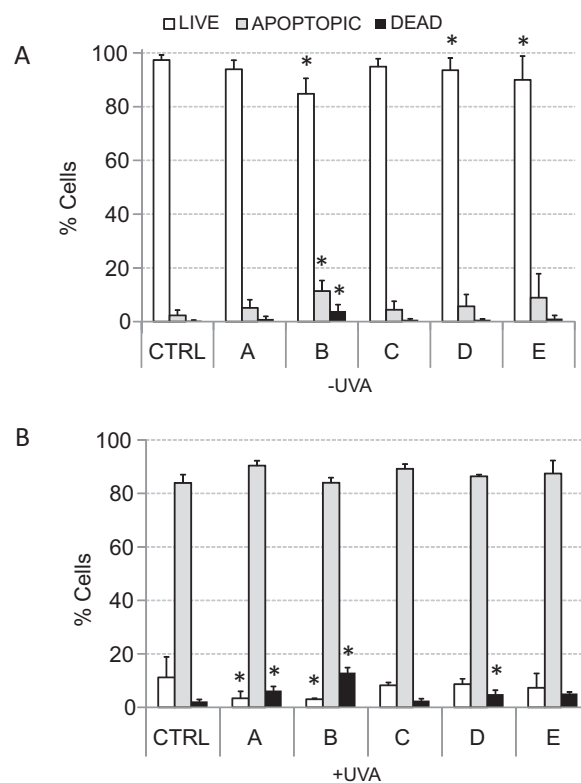 LIVE APOPTOPIC DEAD
A
100
*
*
*
80
% Cells
60
40
20
*
*
0
CTRL A B C D E
-UVA
B
100
80
% Cells
60
40
20
* * * * *
0
CTRL A B C D E
+UVA